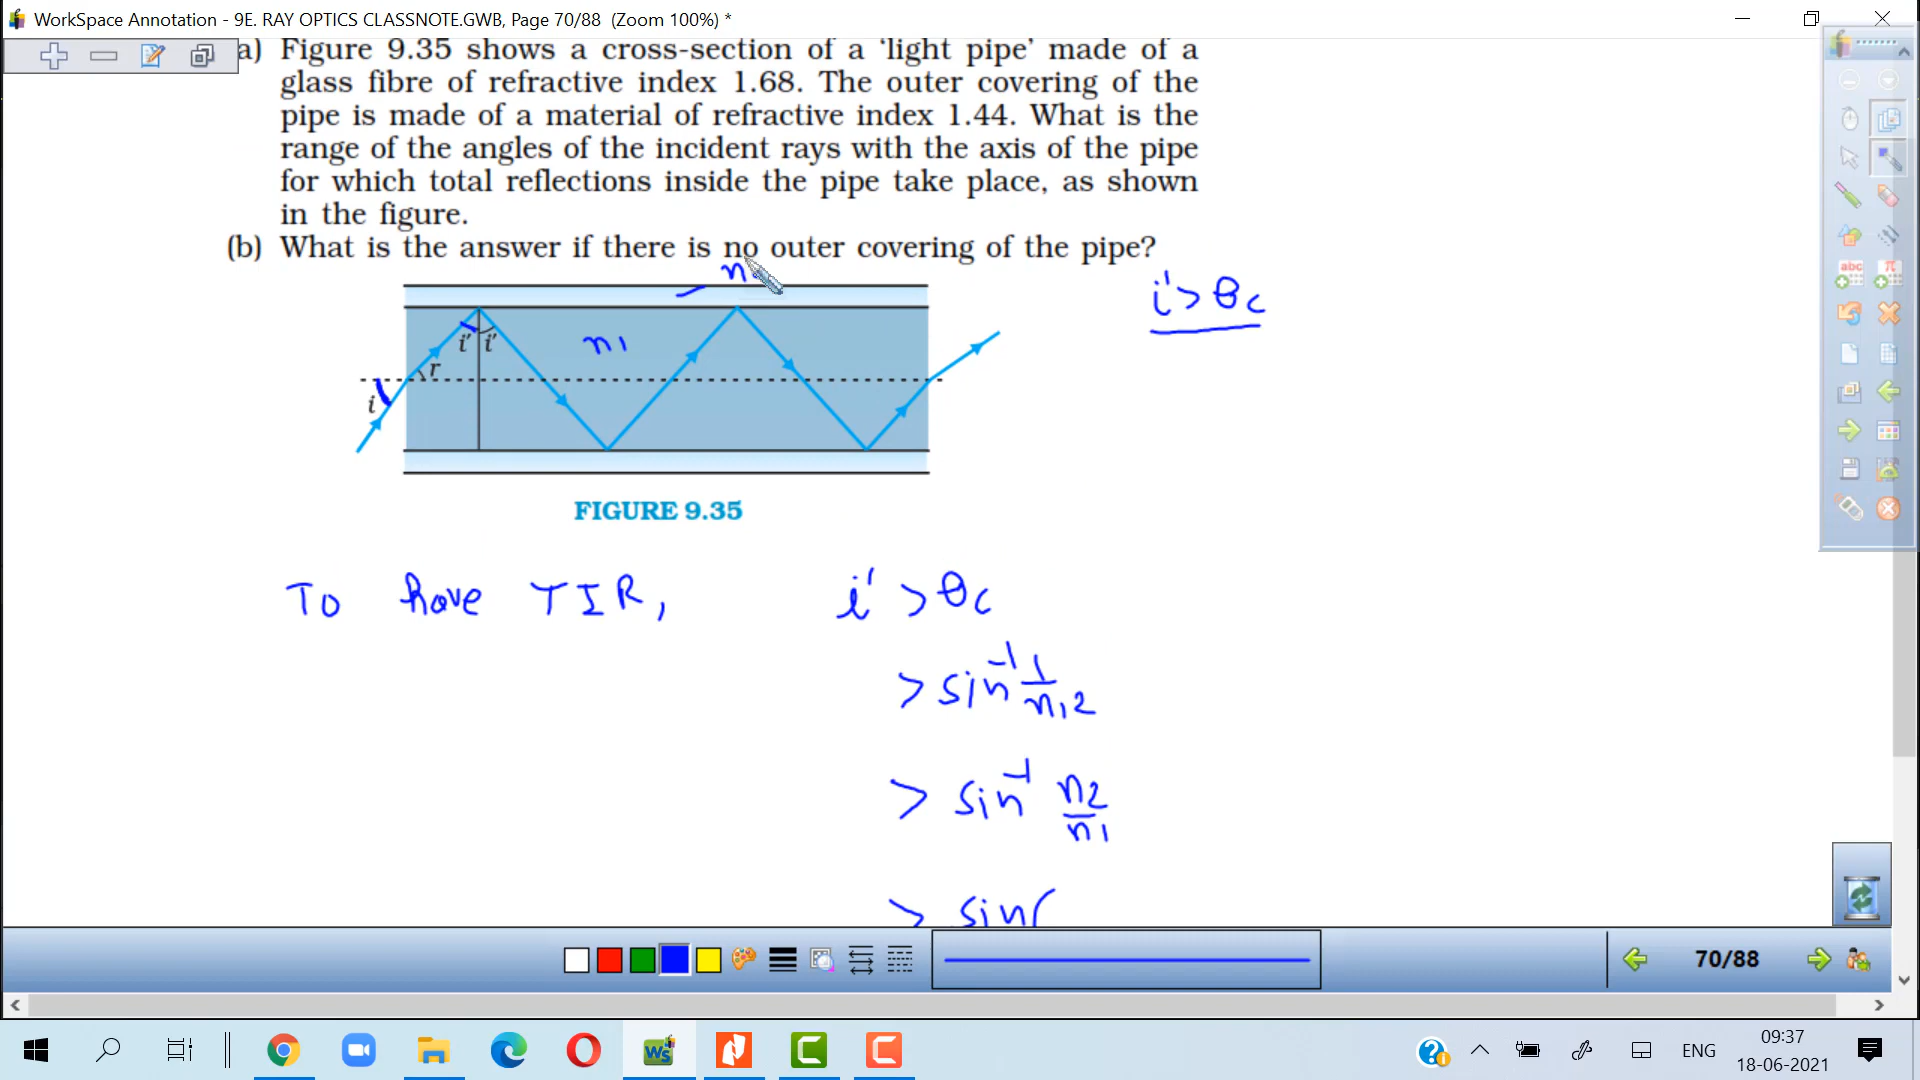 WorkSpace Annotation - 9E. RAY OPTICS CLASSNOTE.GWB, Page 70/88 (Zoom 100%) *
a) Figure 9.35 shows a cross-section of a ‘light pipe’ made of a
glass fibre of refractive index 1.68. The outer covering of the
pipe is made of a material of refractive index 1.44. What is the
range of the angles of the incident rays with the axis of the pipe
for which total reflections inside the pipe take place, as shown
in the figure.
(b) What is the answer if there is no outer covering of the pipe?
n
i' > θc
n1
i' i'
r
i
FIGURE 9.35
To have TIR, i' > θc
> sin⁻¹ 1/n12
> sin⁻¹ n2/n1
> sin(
abc
π
70/88
WS
ENG
09:37
18-06-2021